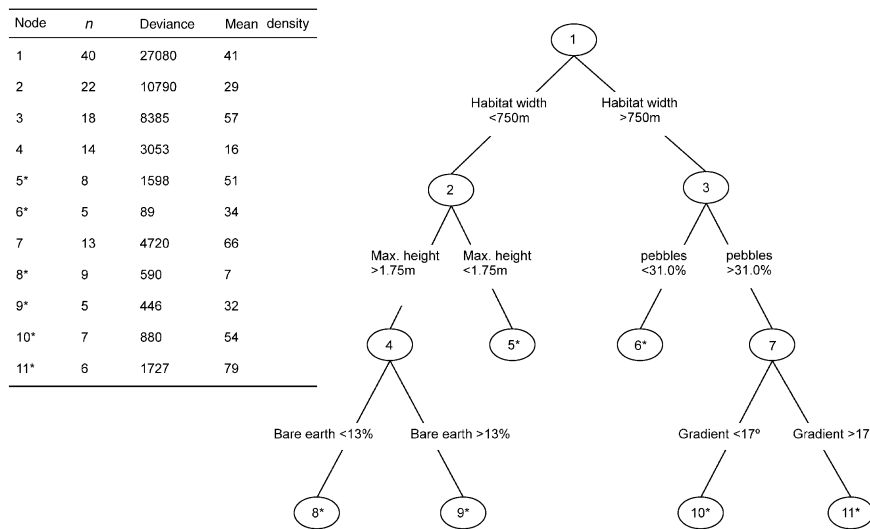 Node n Deviance Mean density
1 40 27080 41
2 22 10790 29
3 18 8385 57
4 14 3053 16
5* 8 1598 51
6* 5 89 34
7 13 4720 66
8* 9 590 7
9* 5 446 32
10* 7 880 54
11* 6 1727 79
1
Habitat width
<750m
Habitat width
>750m
2
3
Max. height
>1.75m
Max. height
<1.75m
pebbles
<31.0%
pebbles
>31.0%
4
5*
6*
7
Bare earth <13%
Bare earth >13%
Gradient <17º
Gradient >17
8*
9*
10*
11*